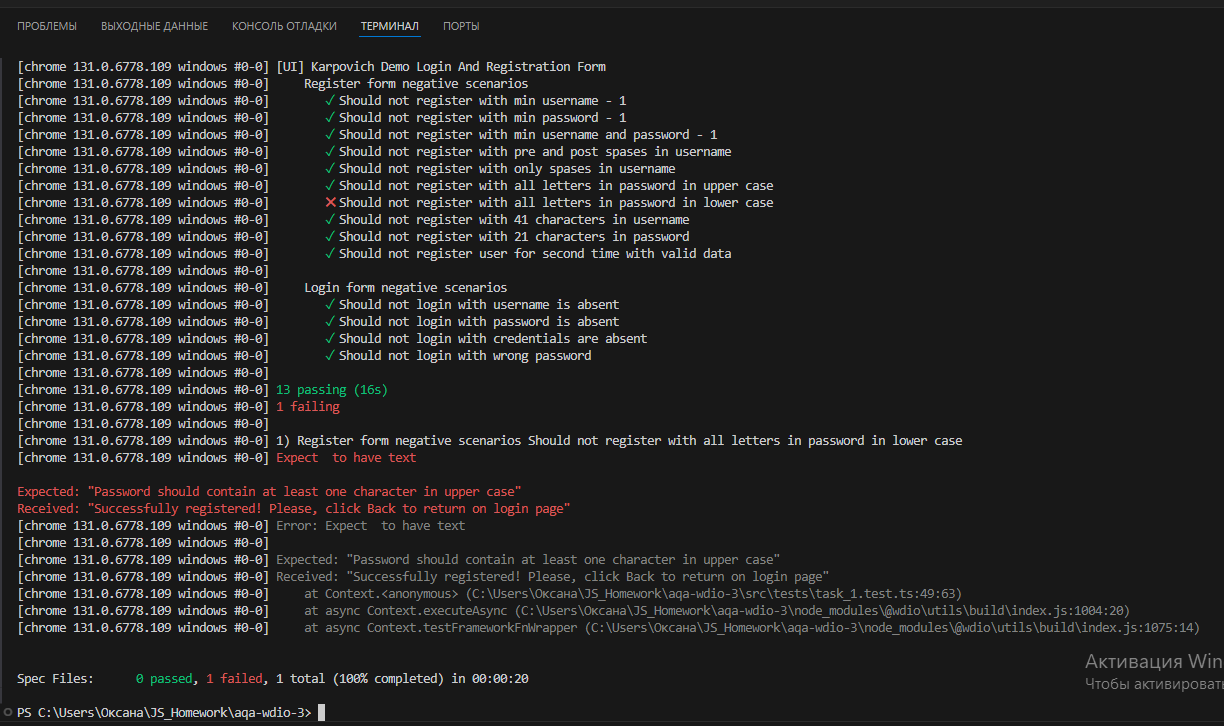 ПРОБЛЕМЫ ВЫХОДНЫЕ ДАННЫЕ КОНСОЛЬ ОТЛАДКИ ТЕРМИНАЛ ПОРТЫ
[chrome 131.0.6778.109 windows #0-0] [UI] Karpovich Demo Login And Registration Form
[chrome 131.0.6778.109 windows #0-0]     Register form negative scenarios
[chrome 131.0.6778.109 windows #0-0]        ✓ Should not register with min username - 1
[chrome 131.0.6778.109 windows #0-0]        ✓ Should not register with min password - 1
[chrome 131.0.6778.109 windows #0-0]        ✓ Should not register with min username and password - 1
[chrome 131.0.6778.109 windows #0-0]        ✓ Should not register with pre and post spases in username
[chrome 131.0.6778.109 windows #0-0]        ✓ Should not register with only spases in username
[chrome 131.0.6778.109 windows #0-0]        ✓ Should not register with all letters in password in upper case
[chrome 131.0.6778.109 windows #0-0]        ✕ Should not register with all letters in password in lower case
[chrome 131.0.6778.109 windows #0-0]        ✓ Should not register with 41 characters in username
[chrome 131.0.6778.109 windows #0-0]        ✓ Should not register with 21 characters in password
[chrome 131.0.6778.109 windows #0-0]        ✓ Should not register user for second time with valid data
[chrome 131.0.6778.109 windows #0-0]
[chrome 131.0.6778.109 windows #0-0]     Login form negative scenarios
[chrome 131.0.6778.109 windows #0-0]        ✓ Should not login with username is absent
[chrome 131.0.6778.109 windows #0-0]        ✓ Should not login with password is absent
[chrome 131.0.6778.109 windows #0-0]        ✓ Should not login with credentials are absent
[chrome 131.0.6778.109 windows #0-0]        ✓ Should not login with wrong password
[chrome 131.0.6778.109 windows #0-0]
[chrome 131.0.6778.109 windows #0-0] 13 passing (16s)
[chrome 131.0.6778.109 windows #0-0] 1 failing
[chrome 131.0.6778.109 windows #0-0]
[chrome 131.0.6778.109 windows #0-0] 1) Register form negative scenarios Should not register with all letters in password in lower case
[chrome 131.0.6778.109 windows #0-0] Expect  to have text
Expected: "Password should contain at least one character in upper case"
Received: "Successfully registered! Please, click Back to return on login page"
[chrome 131.0.6778.109 windows #0-0] Error: Expect  to have text
[chrome 131.0.6778.109 windows #0-0]
[chrome 131.0.6778.109 windows #0-0] Expected: "Password should contain at least one character in upper case"
[chrome 131.0.6778.109 windows #0-0] Received: "Successfully registered! Please, click Back to return on login page"
[chrome 131.0.6778.109 windows #0-0]     at Context.<anonymous> (C:\Users\Оксана\JS_Homework\aqa-wdio-3\src\tests\task_1.test.ts:49:63)
[chrome 131.0.6778.109 windows #0-0]     at async Context.executeAsync (C:\Users\Оксана\JS_Homework\aqa-wdio-3\node_modules\@wdio\utils\build\index.js:1004:20)
[chrome 131.0.6778.109 windows #0-0]     at async Context.testFrameworkFnWrapper (C:\Users\Оксана\JS_Homework\aqa-wdio-3\node_modules\@wdio\utils\build\index.js:1075:14)
Активация Win
Чтобы активировать
Spec Files:      0 passed, 1 failed, 1 total (100% completed) in 00:00:20
PS C:\Users\Оксана\JS_Homework\aqa-wdio-3>